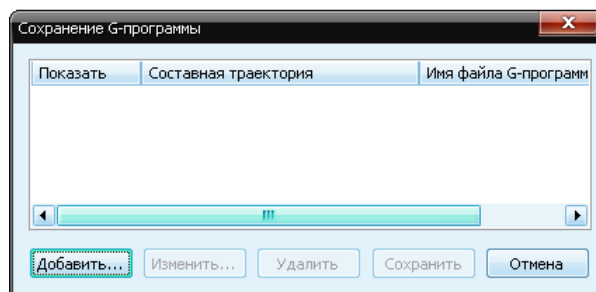 Сохранение G-программы
Показать Составная траектория Имя файла G-программ
Добавить... Изменить... Удалить Сохранить Отмена